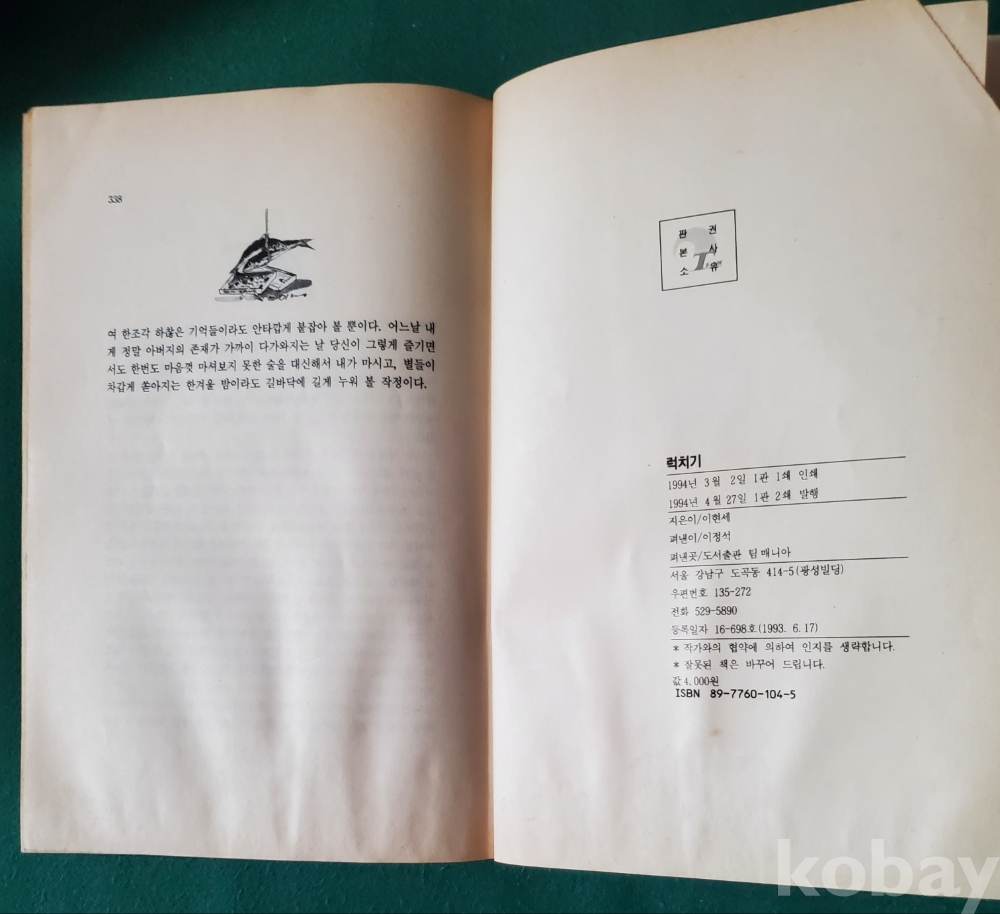 338
여 한조각 하찮은 기억들이라도 안타깝게 붙잡아 볼 뿐이다. 어느날 내
게 정말 아버지의 존재가 가까이 다가와지는 날 당신이 그렇게 즐기면
서도 한번도 마음껏 마셔보지 못한 술을 대신해서 내가 마시고, 별들이
차갑게 쏟아지는 한겨울 밤이라도 길바닥에 길게 누워 볼 작정이다.
판 권
본 사
소 유
럭치기
1994년 3월 2일 1판 1쇄 인쇄
1994년 4월 27일 1판 2쇄 발행
지은이/이현세
펴낸이/이정석
펴낸곳/도서출판 팀매니아
서울 강남구 도곡동 414-5(광성빌딩)
우편번호 135-272
전화 529-5890
등록일자 16-698호(1993. 6.17)
* 작가와의 협약에 의하여 인지를 생략합니다.
* 잘못된 책은 바꾸어 드립니다.
값 4,000원
ISBN 89-7760-104-5
kobay